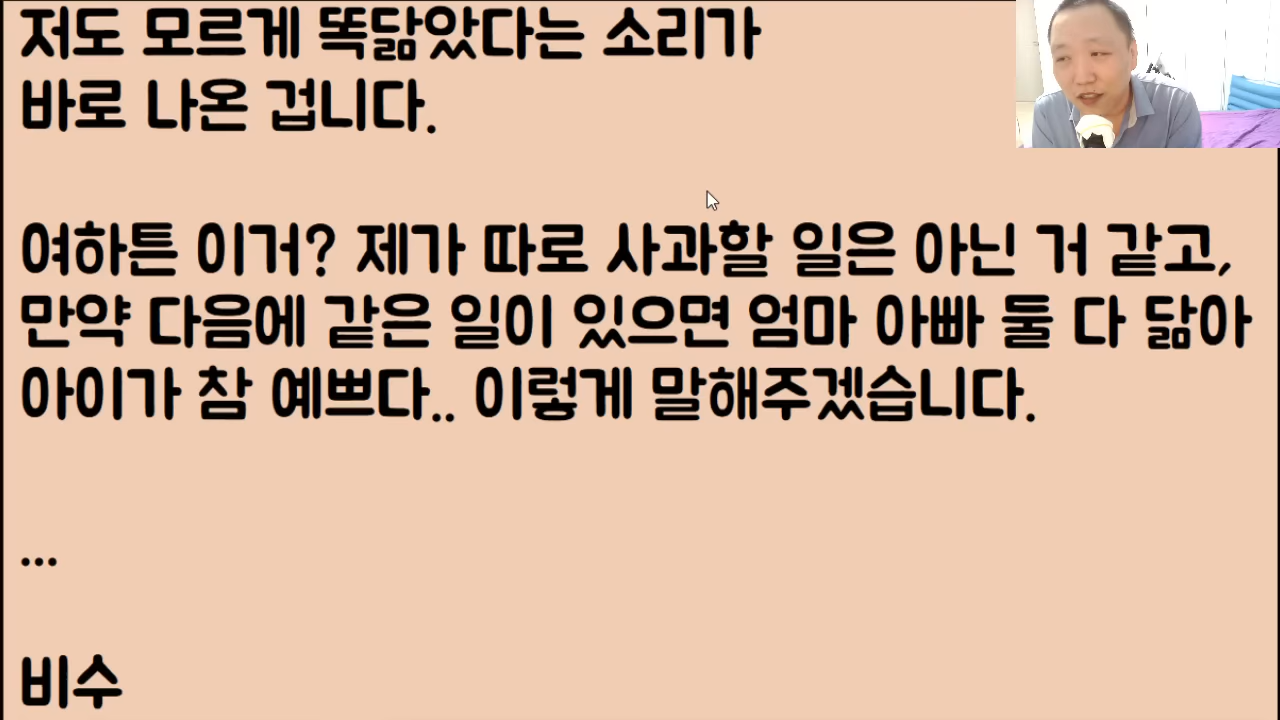 저도 모르게 똑닮았다는 소리가
바로 나온 겁니다.
여하튼 이거? 제가 따로 사과할 일은 아닌 거 같고,
만약 다음에 같은 일이 있으면 엄마 아빠 둘 다 닮아
아이가 참 예쁘다.. 이렇게 말해주겠습니다.
...
비수